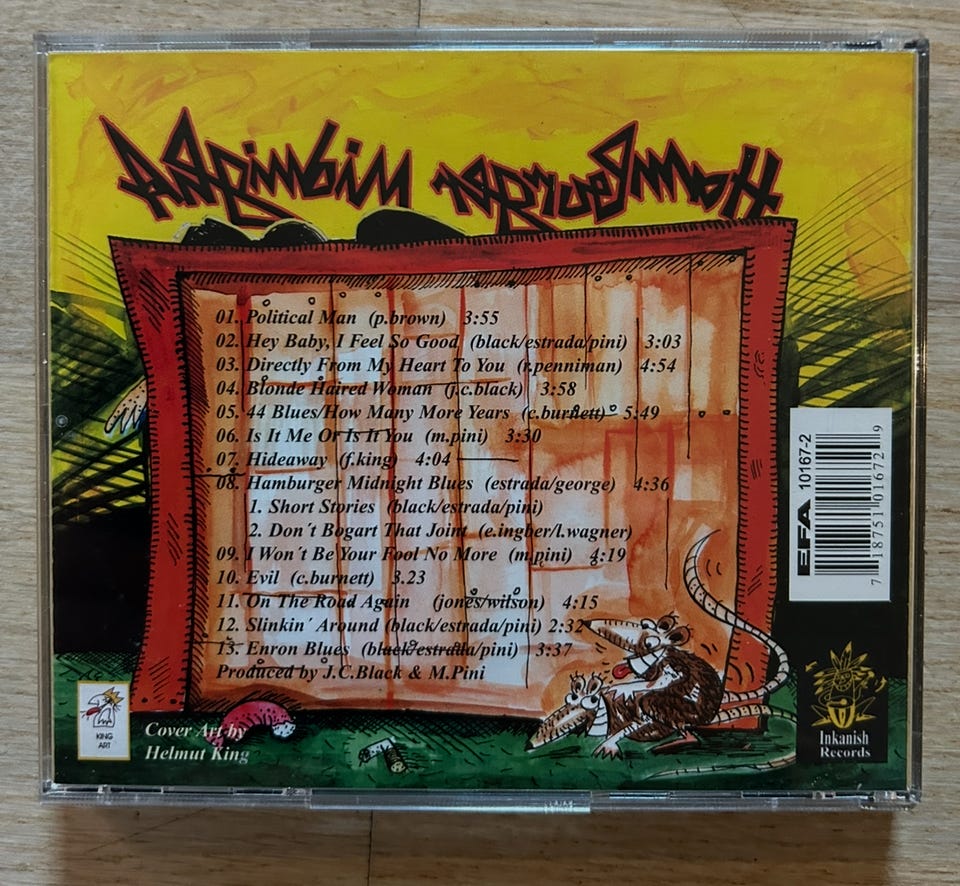 01. Political Man (p.brown) 3:55
02. Hey Baby, I Feel So Good (black/estrada/pini) 3:03
03. Directly From My Heart To You (r.penniman) 4:54
04. Blonde Haired Woman (j.c.black) 3:58
05. 44 Blues/How Many More Years (c.burnett) 5.49
06. Is It Me Or Is It You (m.pini) 3:30
07. Hideaway (f.king) 4:04
08. Hamburger Midnight Blues (estrada/george) 4:36
1. Short Stories (black/estrada/pini)
2. Don´t Bogart That Joint (e.ingber/l.wagner)
09. I Won´t Be Your Fool No More (m.pini) 4:19
10. Evil (c.burnett) 3.23
11. On The Road Again (jones/wilson) 4:15
12. Slinkin´ Around (black/estrada/pini) 2:32
13. Enron Blues (black/estrada/pini) 3:37
Produced by J.C.Black & M.Pini
EFA 10167-2
7 18751 01672 9
KING
ART
Cover Art by
Helmut King
Inkanish
Records